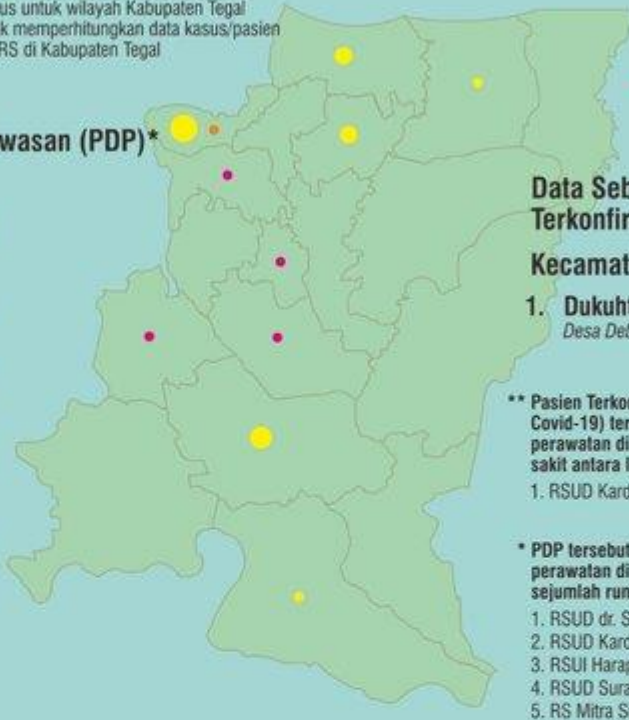 us untuk wilayah Kabupaten Tegal
k memperhitungkan data kasus/pasien
RS di Kabupaten Tegal
wasan (PDP)*
Data Seb
Terkonfir
Kecamat
1. Dukuht
Desa Deb
** Pasien Terko
Covid-19) ter
perawatan di
sakit antara l
1. RSUD Kard
* PDP tersebut
perawatan di
sejumlah rum
1. RSUD dr. S
2. RSUD Kard
3. RSUI Harap
4. RSUD Sura
5. RS Mitra S